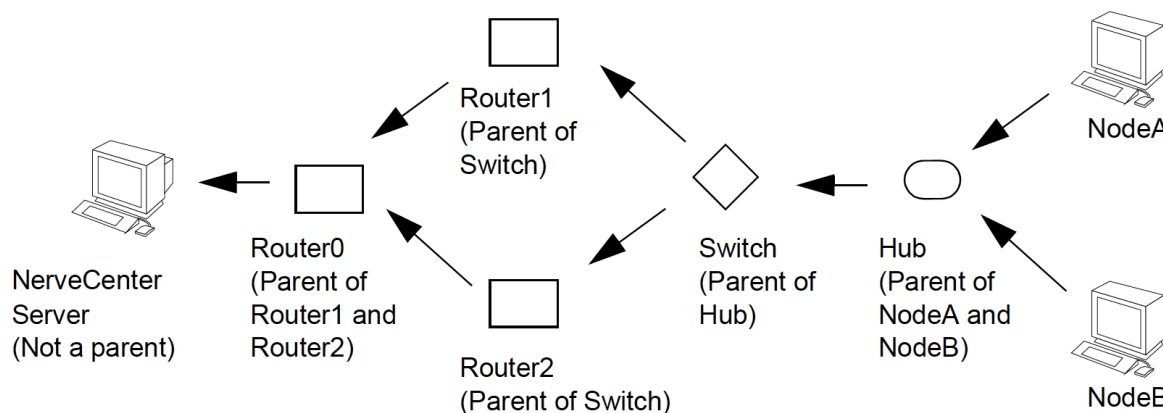 Router1
(Parent of
Switch)
NodeA
NerveCenter
Server
(Not a parent)
Router0
(Parent of
Router1 and
Router2)
Router2
(Parent of Switch)
Switch
(Parent of
Hub)
Hub
(Parent of
NodeA and
NodeB)
NodeB